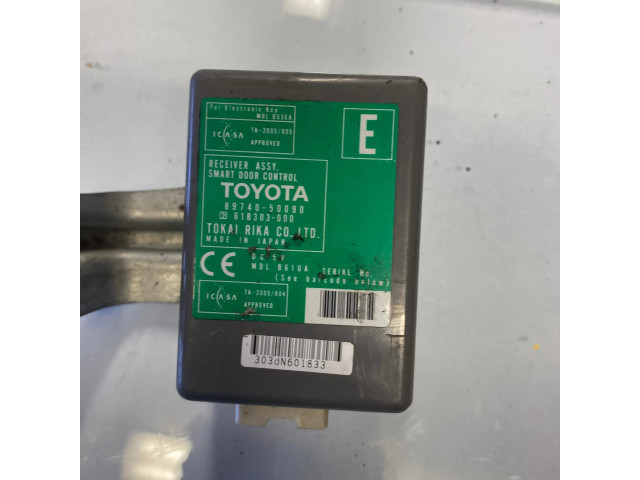 For Electronic Key
MDL B53EA
ICASA
TA-2005/805
APPROVED
E
RECEIVER ASSY,
SMART DOOR CONTROL
TOYOTA
89740-50090
618303-000
TOKAI RIKA CO., LTD.
MADE IN JAPAN
DC 5V
CE
MDL B61UA SERIAL No.
(See barcode below)
ICASA
TA-2005/804
APPROVED
303dN601833